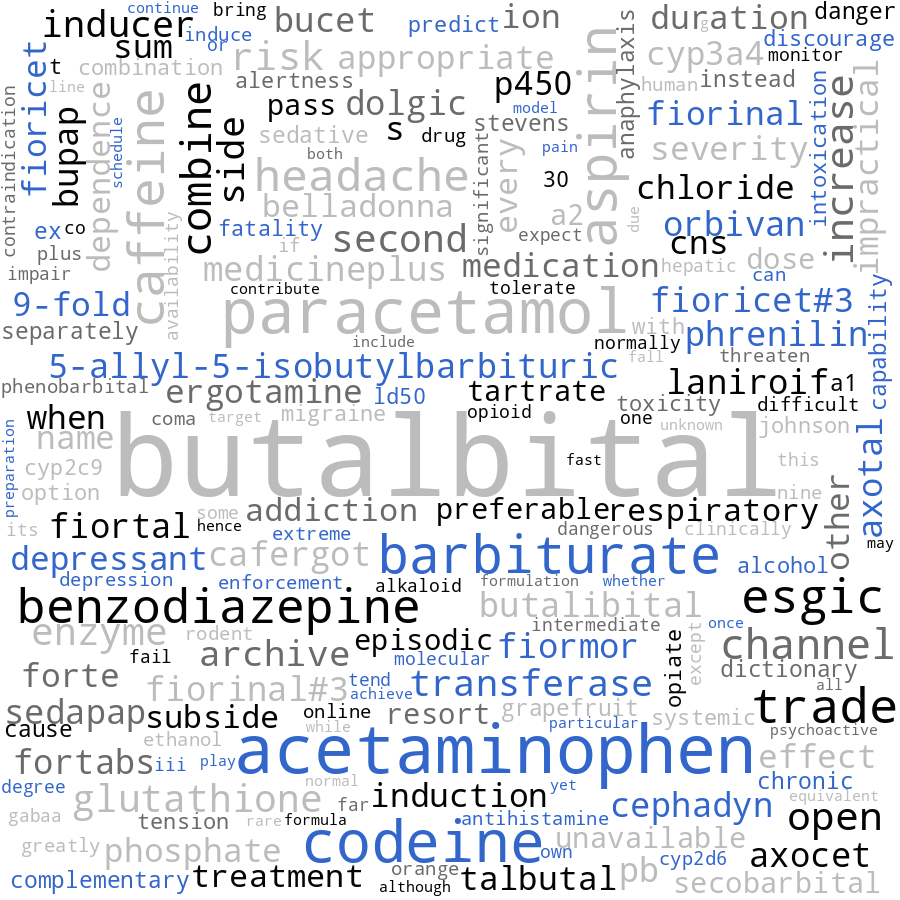 continue bring
inducer
bucet
predict
ion
g
duration
danger
sum
induce
or
risk
appropriate
cyp3a4
discourage
monitor
fioricet
t
combination
line
alertness
p450
human
instead
contraindication
bupap
dependence
schedule
caffeine
combine
side
pass
dolgic
model
aspirin
anaphylaxis
fiorinal
intoxication
increase
impractical
sedative
s
drug
stevens
pain
severity
both
headache
significant
every
30
chloride
belladonna
a2
due
orbivan
ex
co
availability
fatality
if
second
expect
cns
plus
medicineplus
medication
hepatic
dose
impair
can
9-fold
contribute
tolerate
paracetamol
fioricet#3
capability
separately
include
normally
with
phrenilin
fall
threaten
5-allyl-5-isobutylbarbituric
phenobarbital
ergotamine
ld50
tartrate
laniroif
a1
when
coma
target
migraine
opioid
toxicity
one
difficult
unknown
johnson
preparation
name
butalbital
axotal
cyp2c9
fast
this
option
nine
its
fiortal
some
hence
addiction
preferable
respiratory
dangerous
clinically
other
may
extreme
depressant
cafergot
barbiturate
alcohol
depression
enforcement
alkaloid
formulation
whether
benzodiazepine
butalibital
esgic
enzyme
rodent
intermediate
once
episodic
fiormor
opiate
except
channel
fail
archive
molecular
dictionary
forte
fiorinal#3
tend
achieve
transferase
all
sedapap
subside
online
resort
grapefruit
particular
systemic
trade
cause
while
psychoactive
ethanol
fortabs
iii
play
acetaminophen
effect
degree
normal
yet
chronic
glutathione
far
induction
cephadyn
equivalent
gabaa
tension
rare
formula
antihistamine
open
greatly
phosphate
codeine
own
unavailable
cyp2d6
axocet
complementary
treatment
orange
although
talbutal
pb
secobarbital